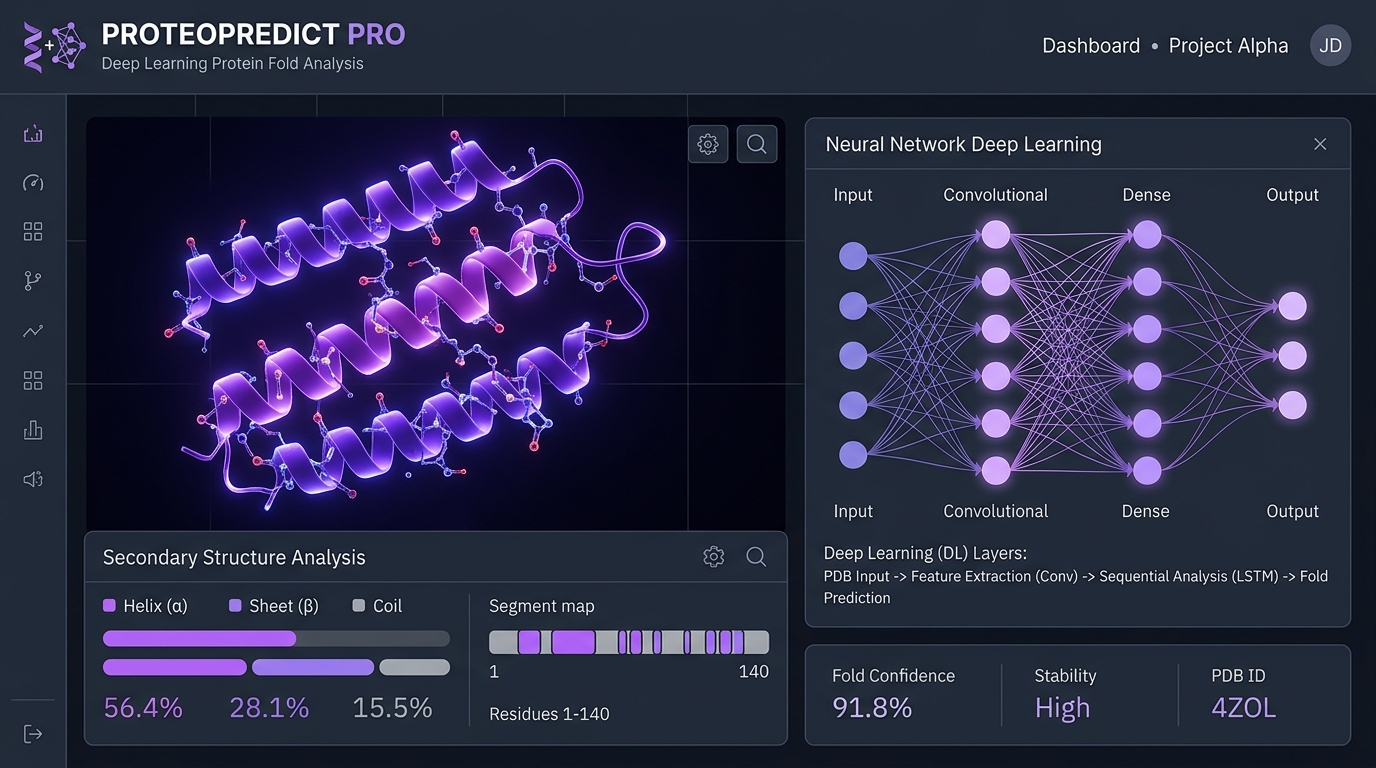 PROTEOPREDICT PRO
Deep Learning Protein Fold Analysis
Dashboard • Project Alpha JD
Neural Network Deep Learning
Input Convolutional Dense Output
Input Convolutional Dense Output
Deep Learning (DL) Layers:
PDB Input -> Feature Extraction (Conv) -> Sequential Analysis (LSTM) -> Fold
Prediction
Secondary Structure Analysis
Helix (α) Sheet (β) Coil
56.4% 28.1% 15.5%
Segment map
1 140
Residues 1-140
Fold Confidence Stability PDB ID
91.8% High 4ZOL